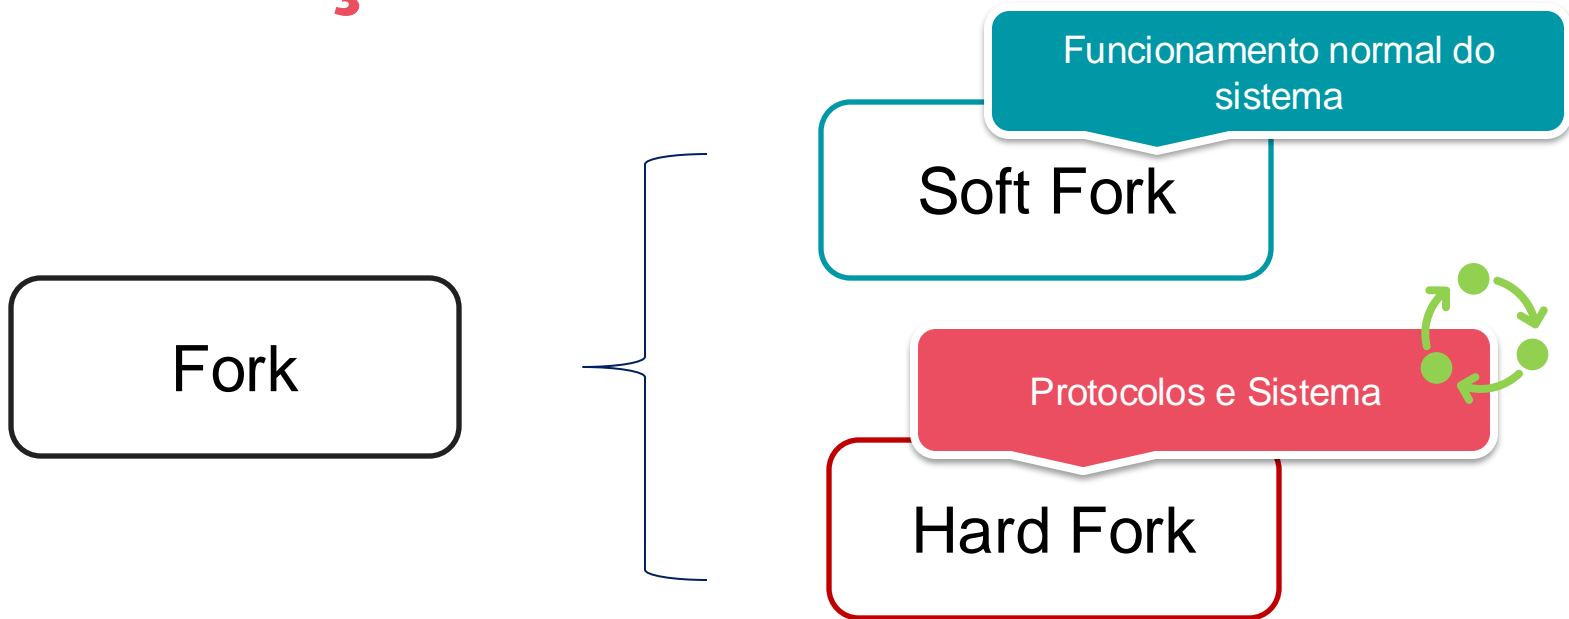 Funcionamento normal do
sistema
Soft Fork
Fork
Protocolos e Sistema
Hard Fork